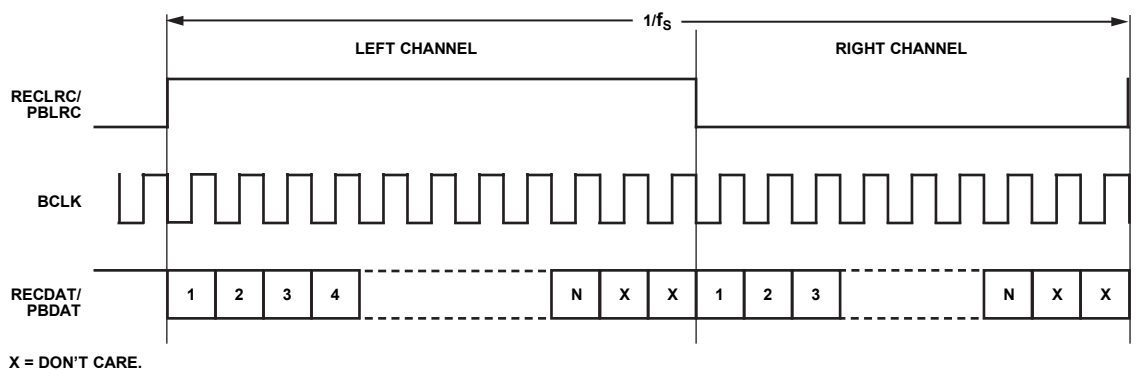 1/fS
LEFT CHANNEL
RIGHT CHANNEL
RECLRC/
PBLRC
BCLK
RECDAT/
PBDAT
1 2 3 4 N X X 1 2 3 N X X
X = DON'T CARE.